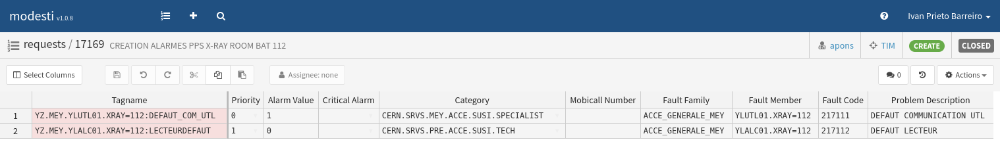 modesti v1.0.8 Ivan Prieto Barreiro
requests / 17169 CREATION ALARMES PPS X-RAY ROOM BAT 112 apons TIM CREATE CLOSED
Select Columns Assignee: none 0 Actions
Tagname Priority Alarm Value Critical Alarm Category Mobicall Number Fault Family Fault Member Fault Code Problem Description
1 YZ.MEY.YLUTL01.XRAY=112:DEFAUT_COM_UTL 0 1 CERN.SRVS.MEY.ACCE.SUSI.SPECIALIST ACCE_GENERALE_MEY YLUTL01.XRAY=112 217111 DEFAUT COMMUNICATION UTL
2 YZ.MEY.YLALC01.XRAY=112:LECTEURDEFAUT 1 0 CERN.SRVS.PRE.ACCE.SUSI.TECH ACCE_GENERALE_MEY YLALC01.XRAY=112 217112 DEFAUT LECTEUR